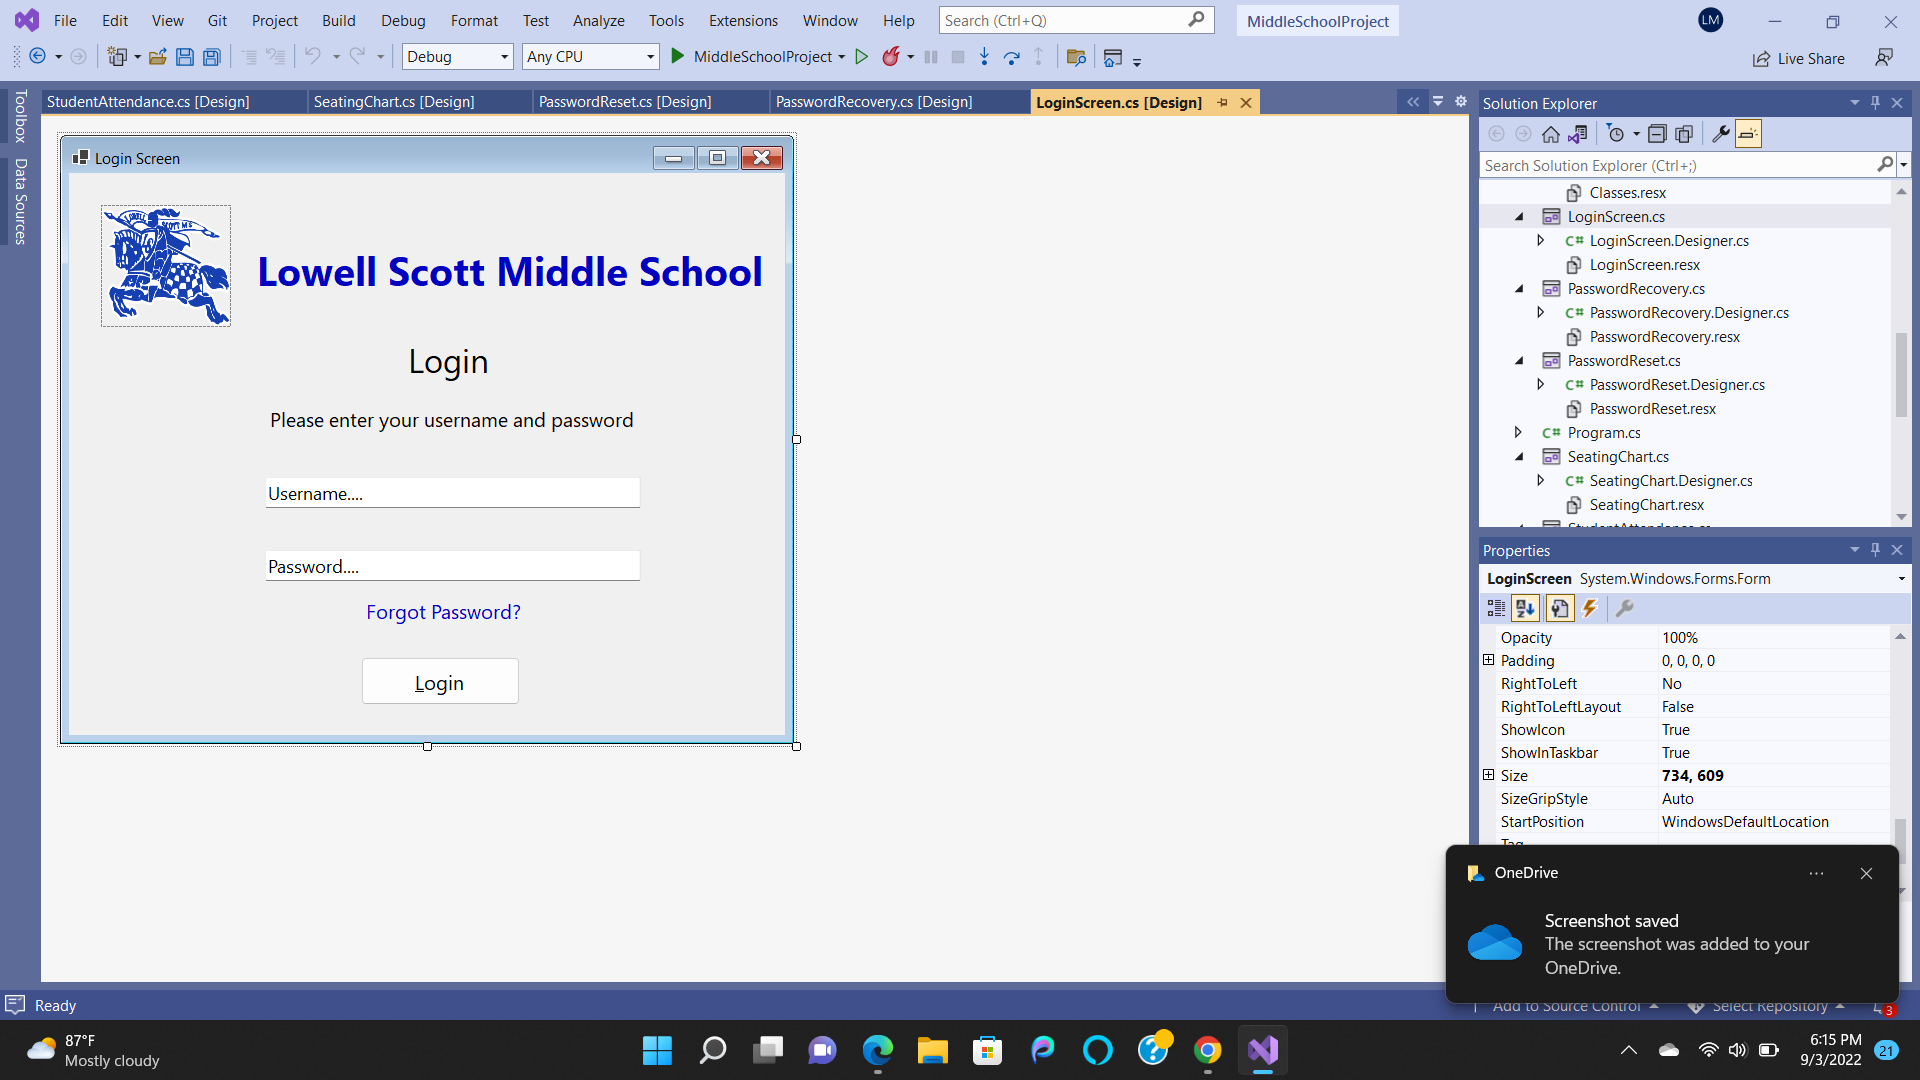 File Edit View Git Project Build Debug Format Test Analyze Tools Extensions Window Help Search (Ctrl+Q) MiddleSchoolProject LM
Debug Any CPU MiddleSchoolProject Live Share
Toolbox
Data Sources
StudentAttendance.cs [Design] SeatingChart.cs [Design] PasswordReset.cs [Design] PasswordRecovery.cs [Design] LoginScreen.cs [Design]
Login Screen
LOWELL SCOTT MS
Lowell Scott Middle School
Login
Please enter your username and password
Username....
Password....
Forgot Password?
Login
Solution Explorer
Search Solution Explorer (Ctrl+;)
Classes.resx
LoginScreen.cs
C# LoginScreen.Designer.cs
LoginScreen.resx
PasswordRecovery.cs
C# PasswordRecovery.Designer.cs
PasswordRecovery.resx
PasswordReset.cs
C# PasswordReset.Designer.cs
PasswordReset.resx
C# Program.cs
SeatingChart.cs
C# SeatingChart.Designer.cs
SeatingChart.resx
StudentAttendance.cs
Properties
LoginScreen System.Windows.Forms.Form
Opacity 100%
Padding 0, 0, 0, 0
RightToLeft No
RightToLeftLayout False
ShowIcon True
ShowInTaskbar True
Size 734, 609
SizeGripStyle Auto
StartPosition WindowsDefaultLocation
Tag
OneDrive
Screenshot saved
The screenshot was added to your
OneDrive.
Ready Add to Source Control Select Repository 3
87°F
Mostly cloudy
6:15 PM
9/3/2022 21